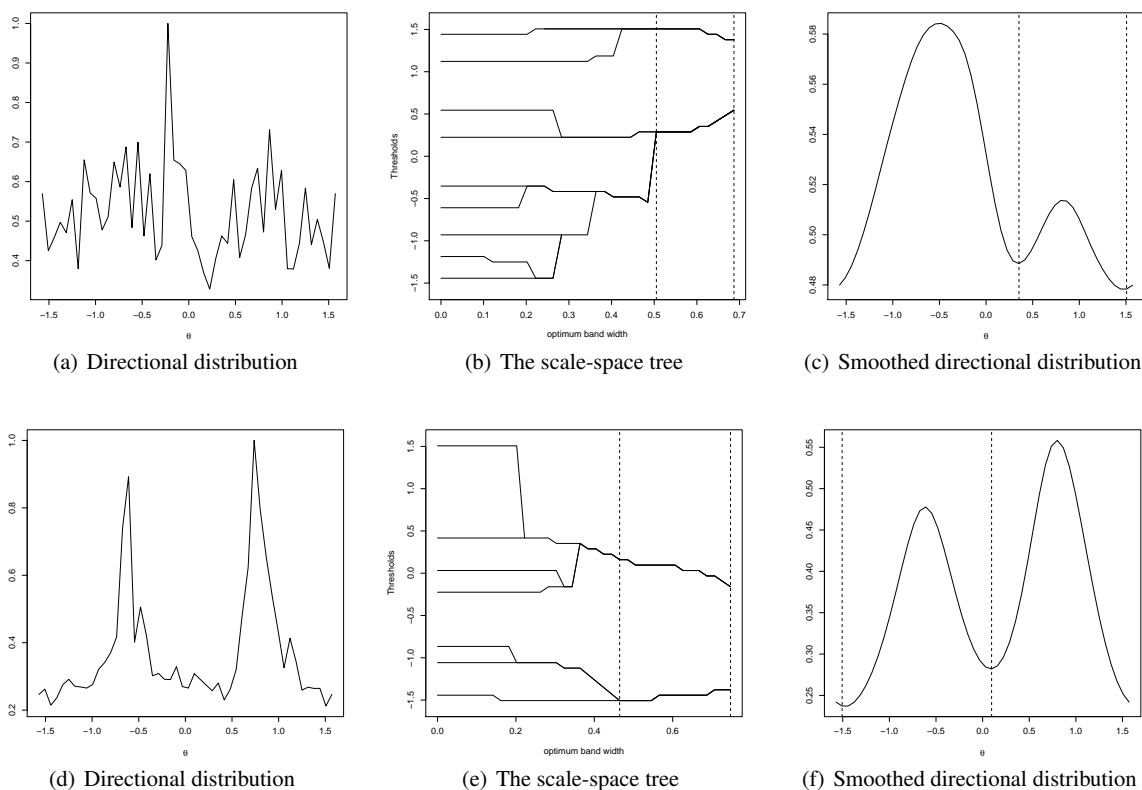 1.0
0.8
0.6
0.4
−1.5 −1.0 −0.5 0.0 0.5 1.0 1.5
θ
(a) Directional distribution
Thresholds
1.5
1.0
0.5
0.0
−0.5
−1.0
−1.5
0.0 0.1 0.2 0.3 0.4 0.5 0.6 0.7
optimum band width
(b) The scale-space tree
0.58
0.56
0.54
0.52
0.50
0.48
−1.5 −1.0 −0.5 0.0 0.5 1.0 1.5
θ
(c) Smoothed directional distribution
1.0
0.8
0.6
0.4
0.2
−1.5 −1.0 −0.5 0.0 0.5 1.0 1.5
θ
(d) Directional distribution
Thresholds
1.5
1.0
0.5
0.0
−0.5
−1.0
−1.5
0.0 0.2 0.4 0.6
optimum band width
(e) The scale-space tree
0.55
0.50
0.45
0.40
0.35
0.30
0.25
−1.5 −1.0 −0.5 0.0 0.5 1.0 1.5
θ
(f) Smoothed directional distribution